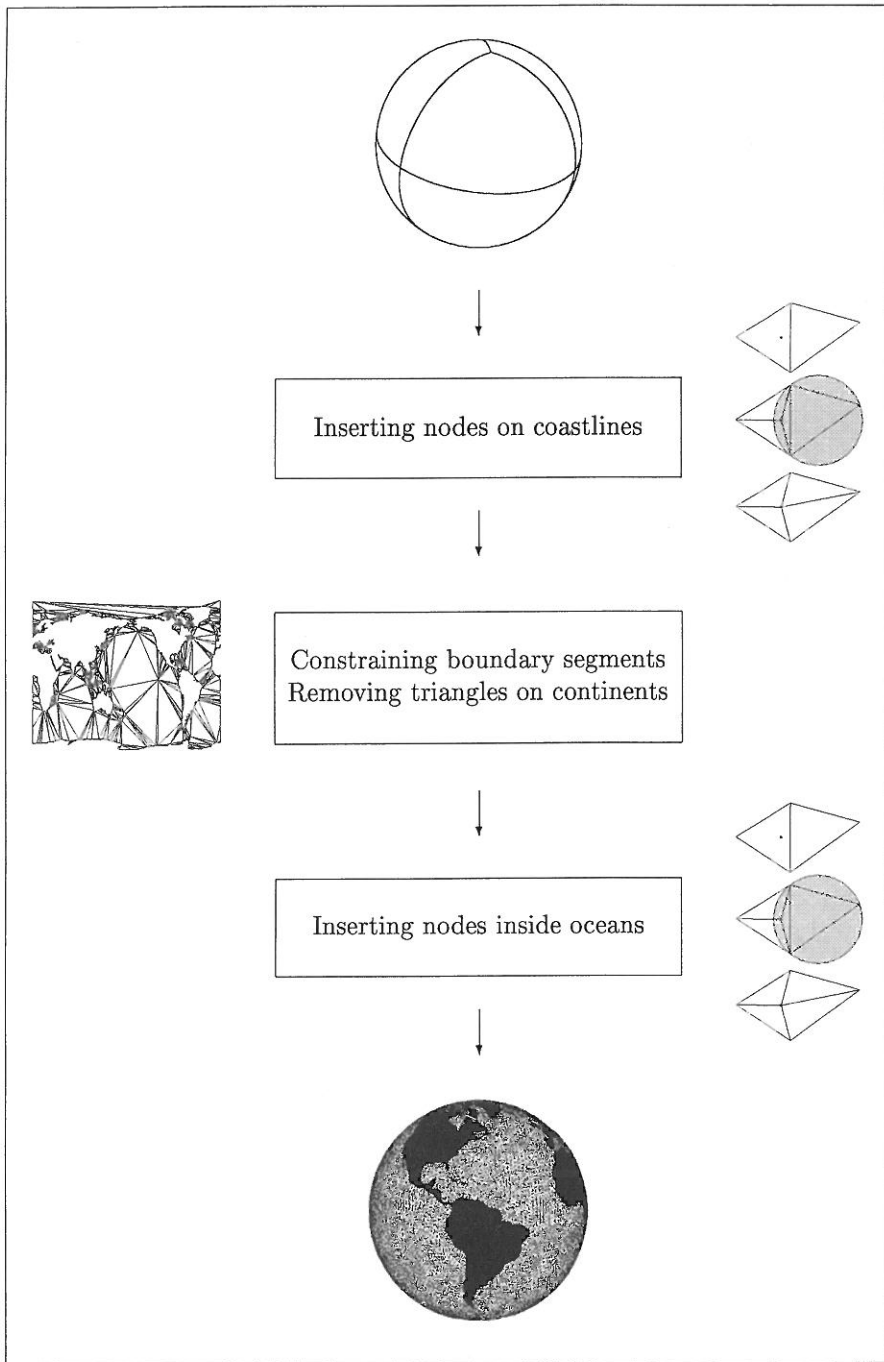 Inserting nodes on coastlines
Constraining boundary segments
Removing triangles on continents
Inserting nodes inside oceans